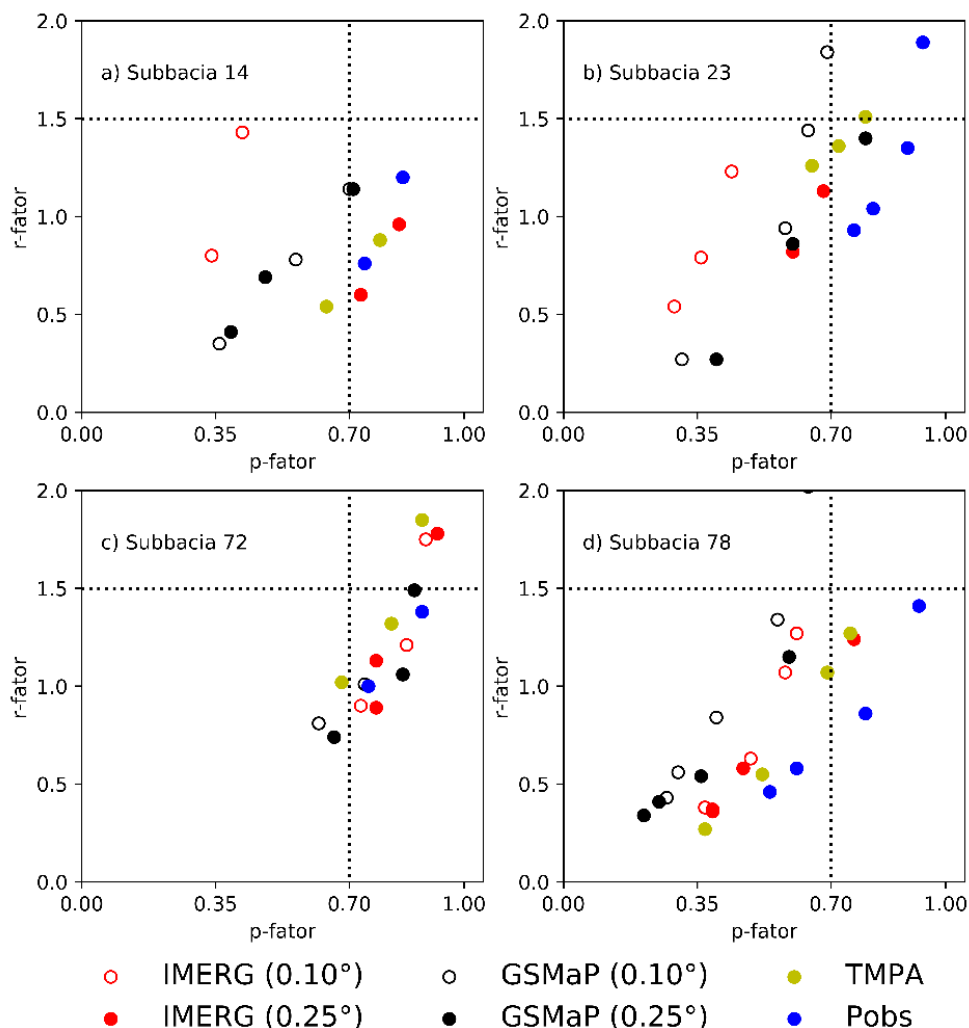 2.0
1.5
1.0
0.5
0.0
r-fator
a) Subbacia 14
0.00 0.35 0.70 1.00
p-fator
2.0
1.5
1.0
0.5
0.0
r-fator
b) Subbacia 23
0.00 0.35 0.70 1.00
p-fator
2.0
1.5
1.0
0.5
0.0
r-fator
c) Subbacia 72
0.00 0.35 0.70 1.00
p-fator
2.0
1.5
1.0
0.5
0.0
r-fator
d) Subbacia 78
0.00 0.35 0.70 1.00
p-fator
IMERG (0.10°) GSMaP (0.10°) TMPA
IMERG (0.25°) GSMaP (0.25°) Pobs